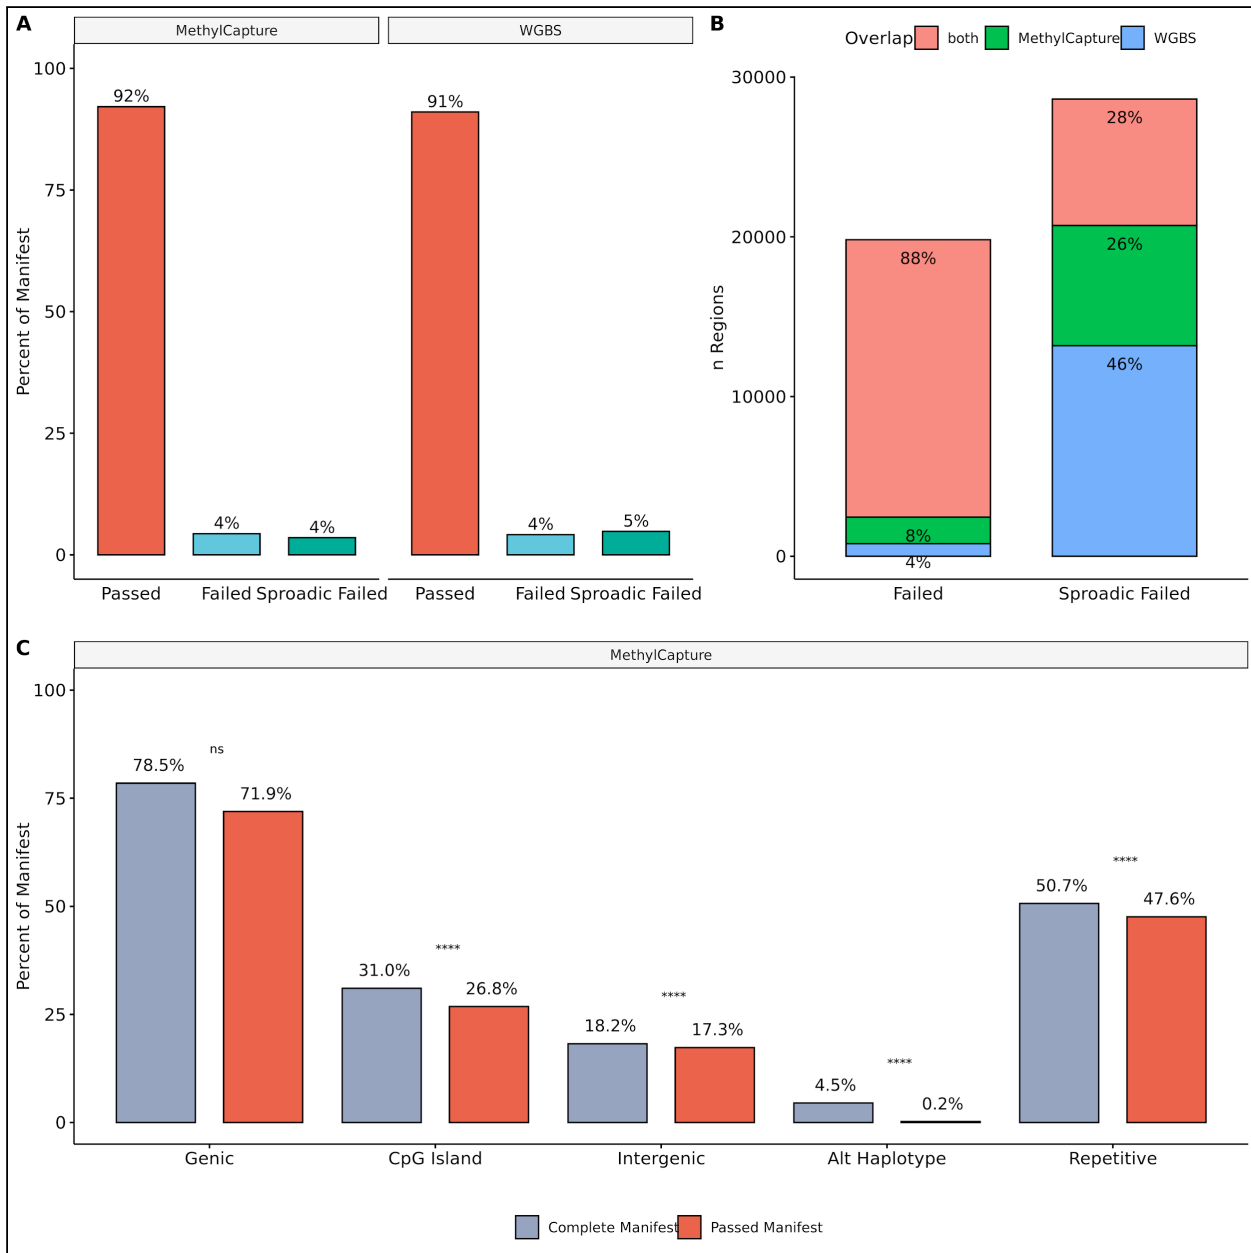 A
MethylCapture
WGBS
Percent of Manifest
100
75
50
25
0
92%
4%
4%
91%
4%
5%
Passed
Failed
Sproadic Failed
Passed
Failed
Sproadic Failed
B
Overlap
both
MethylCapture
WGBS
n Regions
30000
20000
10000
0
88%
8%
4%
28%
26%
46%
Failed
Sproadic Failed
C
MethylCapture
Percent of Manifest
100
75
50
25
0
ns
78.5%
71.9%
****
31.0%
26.8%
****
18.2%
17.3%
****
4.5%
0.2%
****
50.7%
47.6%
Genic
CpG Island
Intergenic
Alt Haplotype
Repetitive
Complete Manifest
Passed Manifest